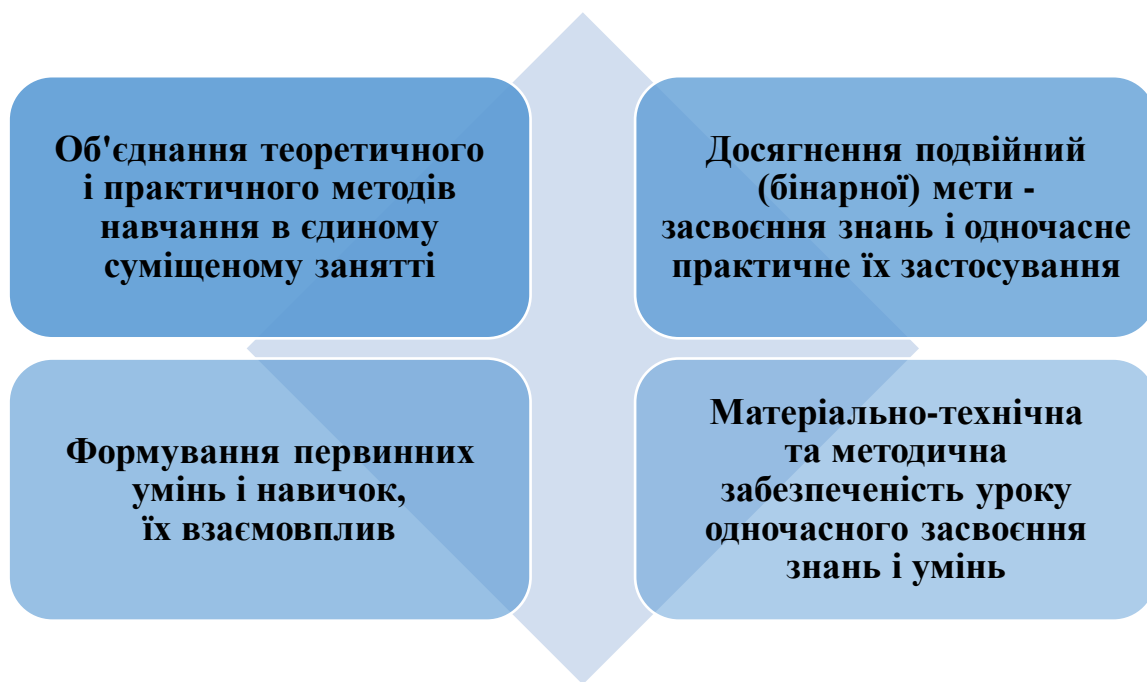 Об'єднання теоретичного
і практичного методів
навчання в єдиному
суміщеному занятті
Досягнення подвійний
(бінарної) мети -
засвоєння знань і одночасне
практичне їх застосування
Формування первинних
умінь і навичок,
їх взаємовплив
Матеріально-технічна
та методична
забезпеченість уроку
одночасного засвоєння
знань і умінь